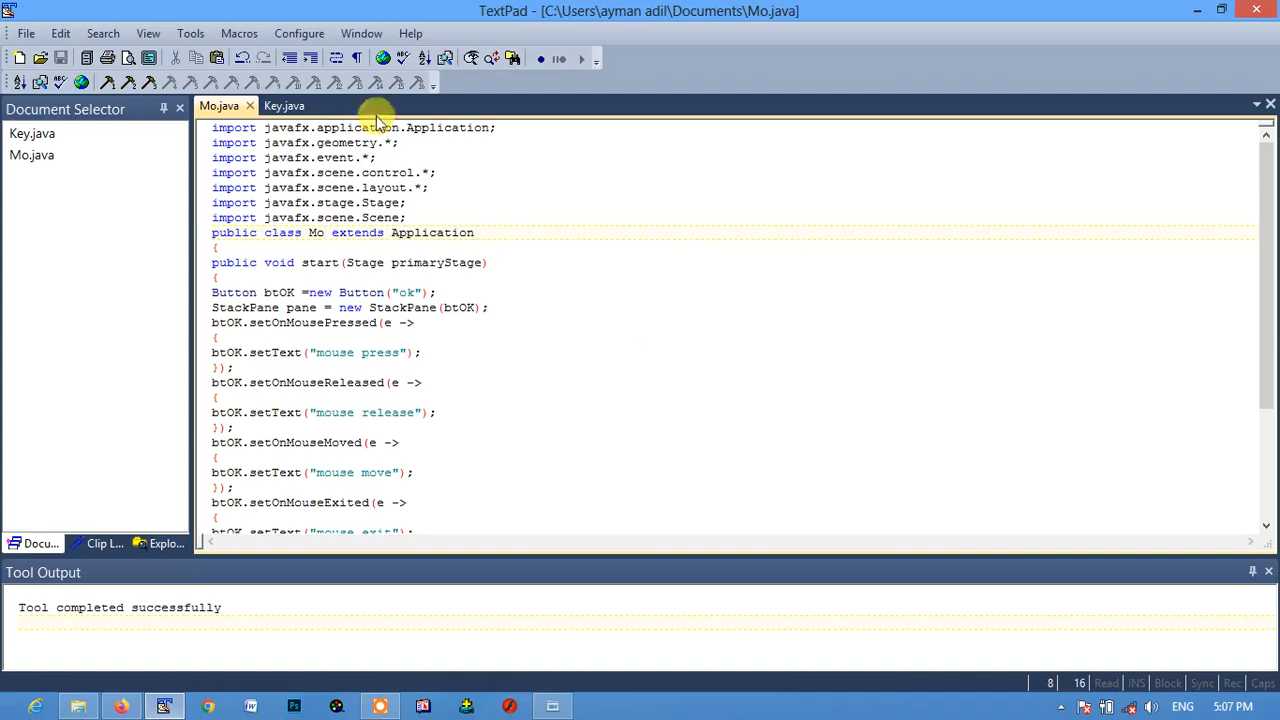 TextPad - [C:\Users\ayman adil\Documents\Mo.java]
File Edit Search View Tools Macros Configure Window Help
Document Selector
Key.java
Mo.java
Mo.java Key.java
import javafx.application.Application;
import javafx.geometry.*;
import javafx.event.*;
import javafx.scene.control.*;
import javafx.scene.layout.*;
import javafx.stage.Stage;
import javafx.scene.Scene;
public class Mo extends Application
{
public void start(Stage primaryStage)
{
Button btOK =new Button("ok");
StackPane pane = new StackPane(btOK);
btOK.setOnMousePressed(e ->
{
btOK.setText("mouse press");
});
btOK.setOnMouseReleased(e ->
{
btOK.setText("mouse release");
});
btOK.setOnMouseMoved(e ->
{
btOK.setText("mouse move");
});
btOK.setOnMouseExited(e ->
{
btOK.setText("mouse exit");
Docu... Clip L... Explo...
Tool Output
Tool completed successfully
8 16 Read INS Block Sync Rec Caps
ENG 5:07 PM